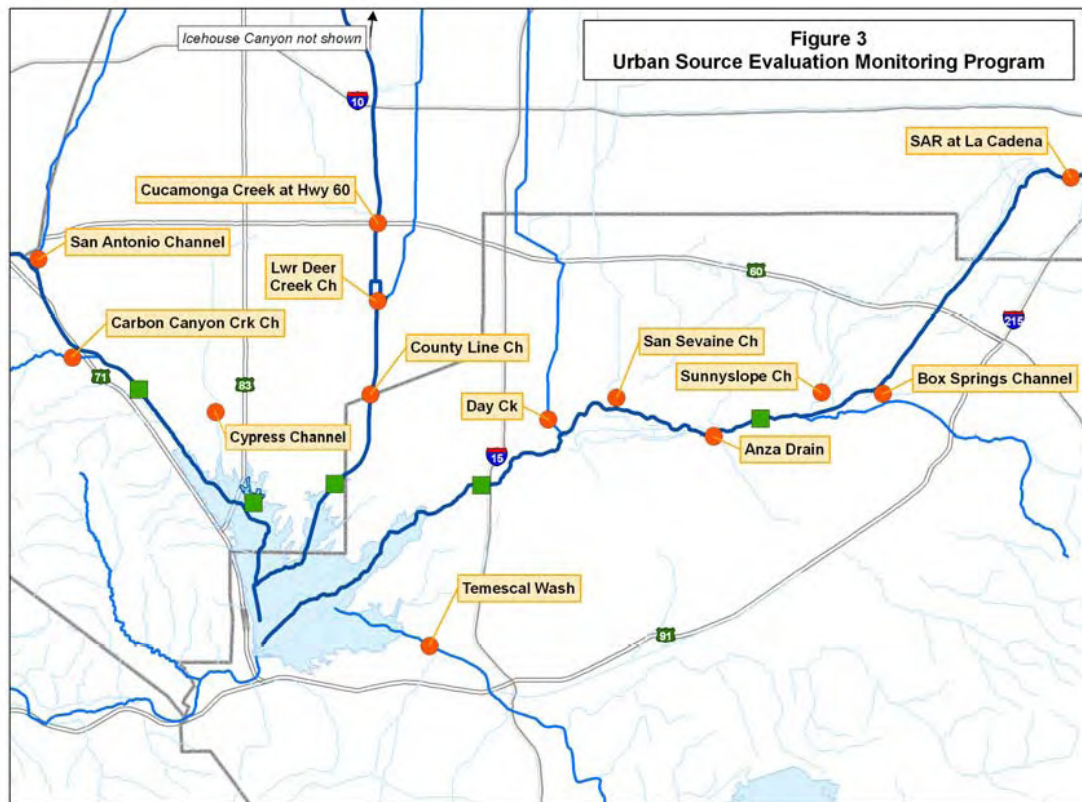 Icehouse Canyon not shown
Figure 3
Urban Source Evaluation Monitoring Program
10
SAR at La Cadena
Cucamonga Creek at Hwy 60
San Antonio Channel
Lwr Deer
Creek Ch
60
215
Carbon Canyon Crk Ch
County Line Ch
San Sevaine Ch
Sunnyslope Ch
Box Springs Channel
71
83
Day Ck
Cypress Channel
Anza Drain
15
Temescal Wash
91